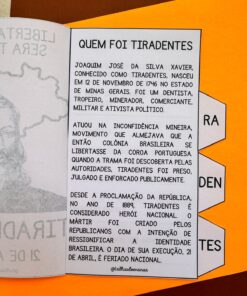 LIBERTA
SERA T
TIRADEN
21 DE A
QUEM FOI TIRADENTES
JOAQUIM JOSÉ DA SILVA XAVIER,
CONHECIDO COMO TIRADENTES, NASCEU
EM 12 DE NOVEMBRO DE 1746 NO ESTADO
DE MINAS GERAIS. FOI UM DENTISTA,
TROPEIRO, MINERADOR, COMERCIANTE,
MILITAR E ATIVISTA POLÍTICO.
ATUOU NA INCONFIDÊNCIA MINEIRA,
MOVIMENTO QUE ALMEJAVA QUE A
ENTÃO COLÔNIA BRASILEIRA SE
LIBERTASSE DA COROA PORTUGUESA.
QUANDO A TRAMA FOI DESCOBERTA PELAS
AUTORIDADES, TIRADENTES FOI PRESO,
JULGADO E ENFORCADO PUBLICAMENTE.
DESDE A PROCLAMAÇÃO DA REPÚBLICA,
NO ANO DE 1889, TIRADENTES É
CONSIDERADO HERÓI NACIONAL. O
MÁRTIR FOI CRIADO PELOS
REPUBLICANOS COM A INTENÇÃO DE
RESSIGNIFICAR A IDENTIDADE
BRASILEIRA. O DIA DE SUA EXECUÇÃO, 21
DE ABRIL, É FERIADO NACIONAL.
RA
DEN
TES